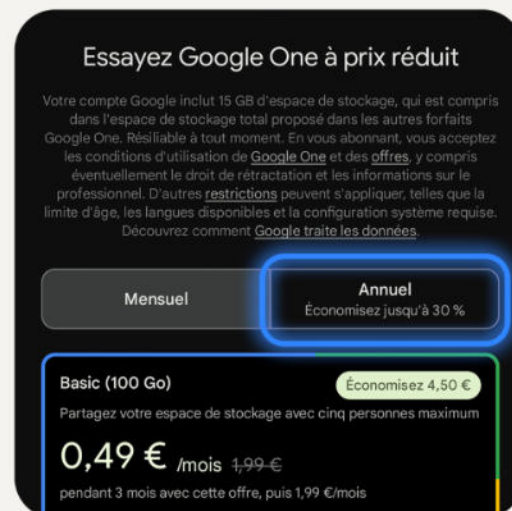 Essayez Google One à prix réduit
Votre compte Google inclut 15 GB d'espace de stockage, qui est compris
dans l'espace de stockage total proposé dans les autres forfaits
Google One. Résiliable à tout moment. En vous abonnant, vous acceptez
les conditions d'utilisation de Google One et des offres, y compris
éventuellement le droit de rétractation et les informations sur le
professionnel. D'autres restrictions peuvent s'appliquer, telles que la
limite d'âge, les langues disponibles et la configuration système requise.
Découvrez comment Google traite les données.
Mensuel
Annuel
Économisez jusqu'à 30 %
Basic (100 Go)
Économisez 4,50 €
Partagez votre espace de stockage avec cinq personnes maximum
0,49 € /mois 1,99 €
pendant 3 mois avec cette offre, puis 1,99 €/mois